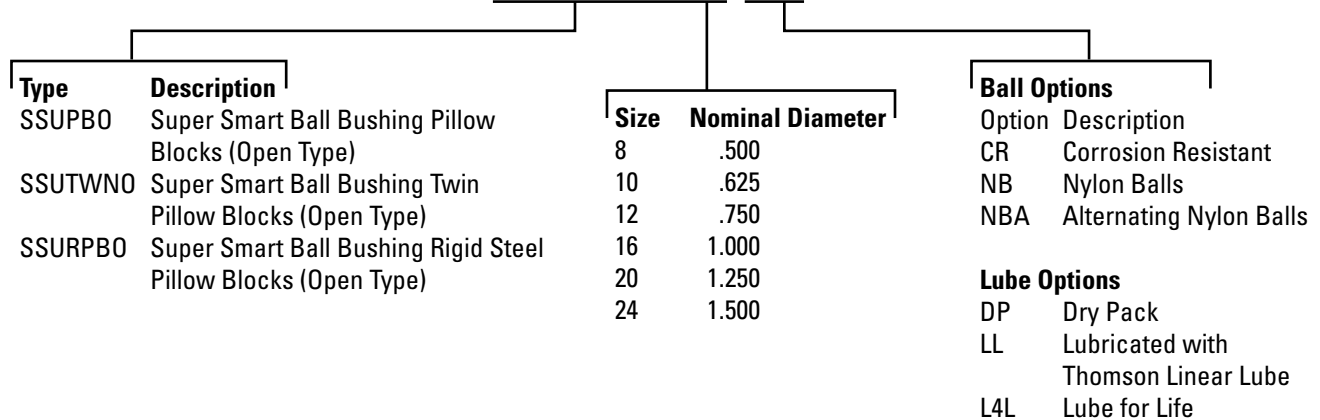 Type Description
SSUPBO Super Smart Ball Bushing Pillow
Blocks (Open Type)
SSUTWNO Super Smart Ball Bushing Twin
Pillow Blocks (Open Type)
SSURPBO Super Smart Ball Bushing Rigid Steel
Pillow Blocks (Open Type)
Size Nominal Diameter
8 .500
10 .625
12 .750
16 1.000
20 1.250
24 1.500
Ball Options
Option Description
CR Corrosion Resistant
NB Nylon Balls
NBA Alternating Nylon Balls
Lube Options
DP Dry Pack
LL Lubricated with
Thomson Linear Lube
L4L Lube for Life